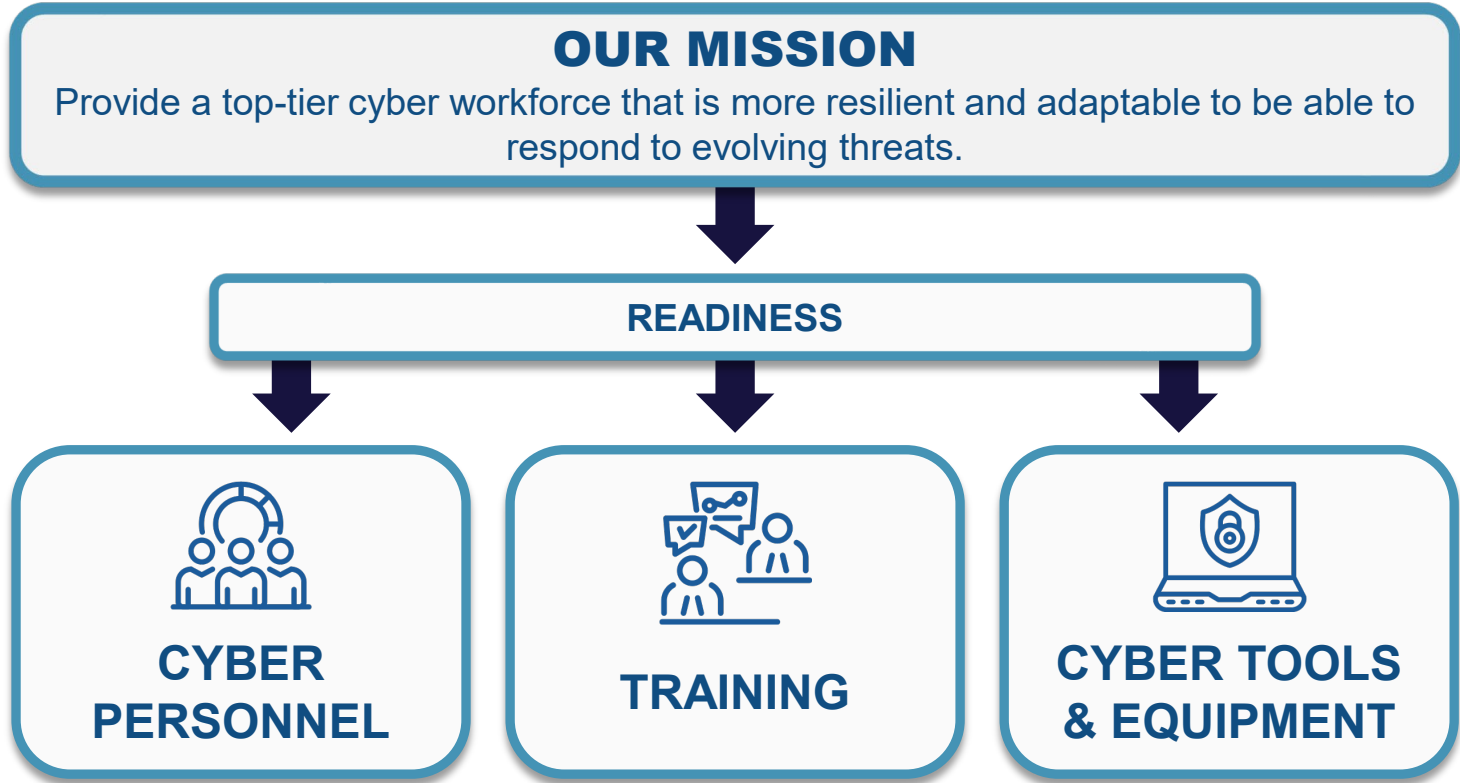 OUR MISSION
Provide a top-tier cyber workforce that is more resilient and adaptable to be able to
respond to evolving threats.
READINESS
CYBER
PERSONNEL
TRAINING
CYBER TOOLS
& EQUIPMENT